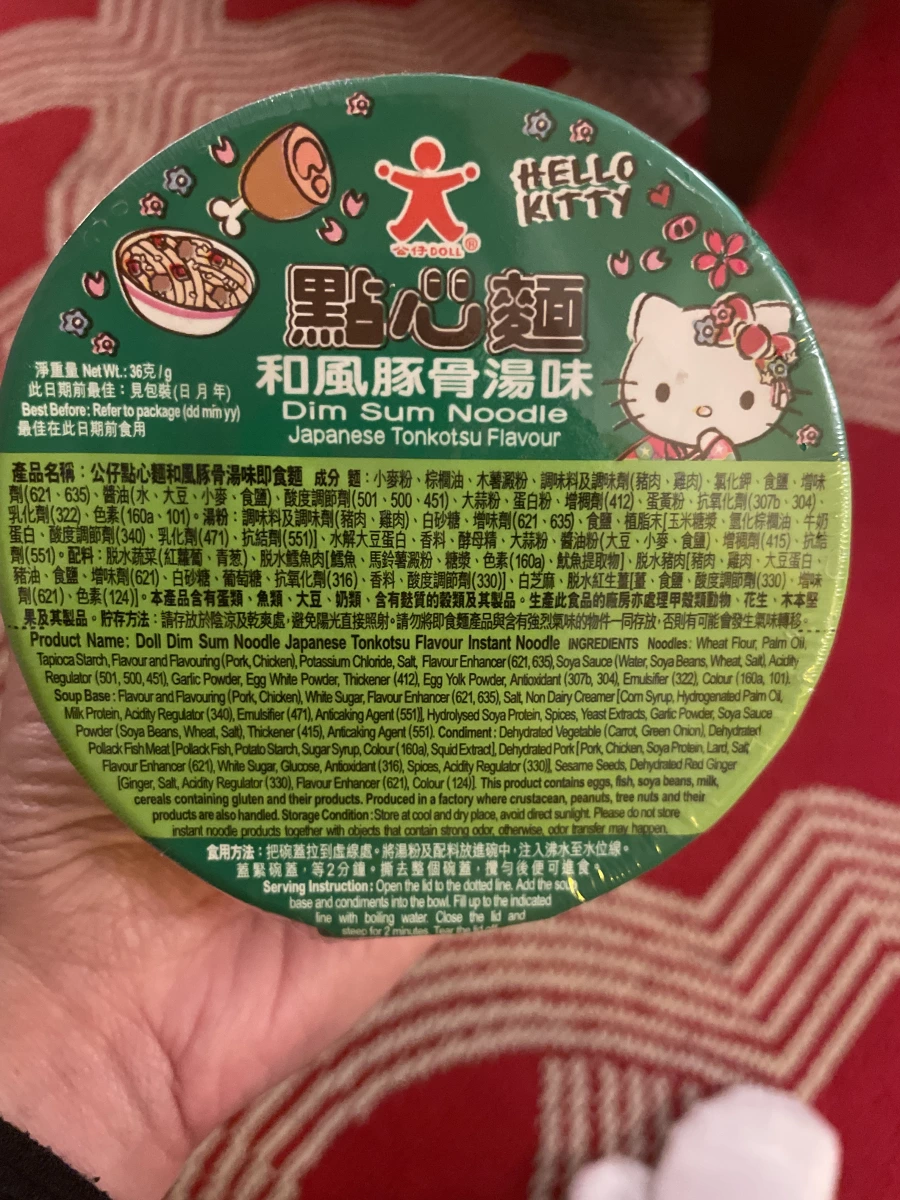 HELLO
KITTY
公仔DOLL®
點心麵
和風豚骨湯味
Dim Sum Noodle
Japanese Tonkotsu Flavour
淨重量 Net Wt.: 36克/g
此日期前最佳：見包裝(日 月 年)
Best Before: Refer to package (dd mm yy)
最佳在此日期前食用
產品名稱：公仔點心麵和風豚骨湯味即食麵 成分 麵：小麥粉、棕櫚油、木薯澱粉、調味料及調味劑(豬肉、雞肉)、氯化鉀、食鹽、增味
劑(621、635)、醬油(水、大豆、小麥、食鹽)、酸度調節劑(501、500、451)、大蒜粉、蛋白粉、增稠劑(412)、蛋黃粉、抗氧化劑(307b、304)、
乳化劑(322)、色素(160a、101)。湯粉：調味料及調味劑(豬肉、雞肉)、白砂糖、增味劑(621、635)、食鹽、植脂末[玉米糖漿、氫化棕櫚油、牛奶
蛋白、酸度調節劑(340)、乳化劑(471)、抗結劑(551)]、水解大豆蛋白、香料、酵母精、大蒜粉、醬油粉(大豆、小麥、食鹽)、增稠劑(415)、抗結
劑(551)。配料：脫水蔬菜(紅蘿蔔、青葱)、脫水鱈魚肉[鱈魚、馬鈴薯澱粉、糖漿、色素(160a)、魷魚提取物]、脫水豬肉[豬肉、雞肉、大豆蛋白、
豬油、食鹽、增味劑(621)、白砂糖、葡萄糖、抗氧化劑(316)、香料、酸度調節劑(330)]、白芝麻、脫水紅生薑[薑、食鹽、酸度調節劑(330)、增味
劑(621)、色素(124)]。本產品含有蛋類、魚類、大豆、奶類、含有麩質的穀類及其製品。生產此食品的廠房亦處理甲殼類動物、花生、木本堅
果及其製品。貯存方法：請存放於陰涼及乾爽處，避免陽光直接照射。請勿將即食麵產品與含有強烈氣味的物件一同存放，否則有可能會發生氣味轉移。
Product Name: Doll Dim Sum Noodle Japanese Tonkotsu Flavour Instant Noodle INGREDIENTS Noodles: Wheat Flour, Palm Oil,
Tapioca Starch, Flavour and Flavouring (Pork, Chicken), Potassium Chloride, Salt, Flavour Enhancer (621, 635), Soya Sauce (Water, Soya Beans, Wheat, Salt), Acidity
Regulator (501, 500, 451), Garlic Powder, Egg White Powder, Thickener (412), Egg Yolk Powder, Antioxidant (307b, 304), Emulsifier (322), Colour (160a, 101).
Soup Base: Flavour and Flavouring (Pork, Chicken), White Sugar, Flavour Enhancer (621, 635), Salt, Non Dairy Creamer [Corn Syrup, Hydrogenated Palm Oil,
Milk Protein, Acidity Regulator (340), Emulsifier (471), Anticaking Agent (551)], Hydrolysed Soya Protein, Spices, Yeast Extracts, Garlic Powder, Soya Sauce
Powder (Soya Beans, Wheat, Salt), Thickener (415), Anticaking Agent (551). Condiment: Dehydrated Vegetable (Carrot, Green Onion), Dehydrated
Pollack Fish Meat [Pollack Fish, Potato Starch, Sugar Syrup, Colour (160a), Squid Extract], Dehydrated Pork [Pork, Chicken, Soya Protein, Lard, Salt,
Flavour Enhancer (621), White Sugar, Glucose, Antioxidant (316), Spices, Acidity Regulator (330)], Sesame Seeds, Dehydrated Red Ginger
[Ginger, Salt, Acidity Regulator (330), Flavour Enhancer (621), Colour (124)]. This product contains eggs, fish, soya beans, milk,
cereals containing gluten and their products. Produced in a factory where crustacean, peanuts, tree nuts and their
products are also handled. Storage Condition: Store at cool and dry place, avoid direct sunlight. Please do not store
instant noodle products together with objects that contain strong odor, otherwise, odor transfer may happen.
食用方法：把碗蓋拉到虛線處。將湯粉及配料放進碗中，注入沸水至水位線。
蓋緊碗蓋，等2分鐘。撕去整個碗蓋，攪勻後便可進食。
Serving Instruction: Open the lid to the dotted line. Add the soup
base and condiments into the bowl. Fill up to the indicated
line with boiling water. Close the lid and
steep for 2 minutes. Tear the lid off